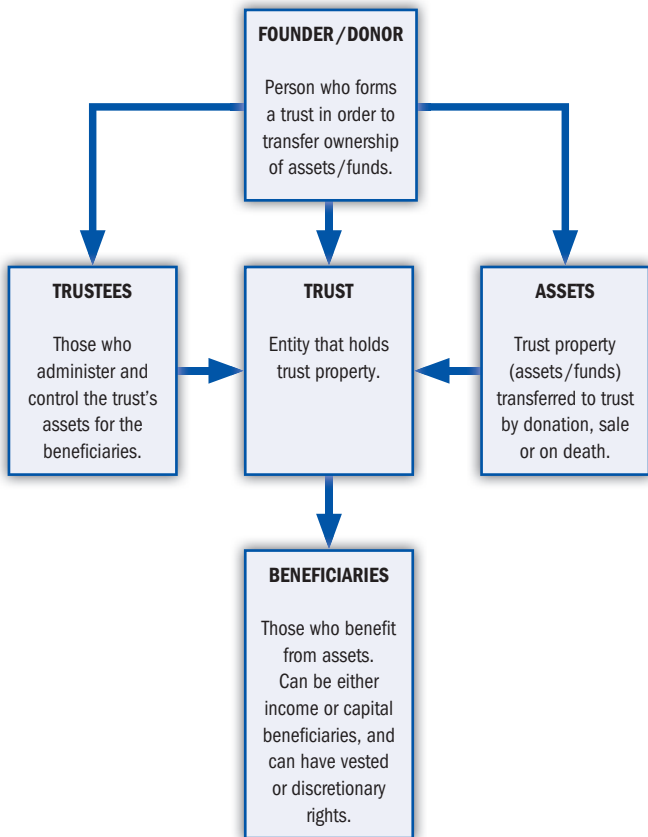 FOUNDER/DONOR
Person who forms
a trust in order to
transfer ownership
of assets/funds.
TRUSTEES
Those who
administer and
control the trust's
assets for the
beneficiaries.
TRUST
Entity that holds
trust property.
ASSETS
Trust property
(assets/funds)
transferred to trust
by donation, sale
or on death.
BENEFICIARIES
Those who benefit
from assets.
Can be either
income or capital
beneficiaries, and
can have vested
or discretionary
rights.